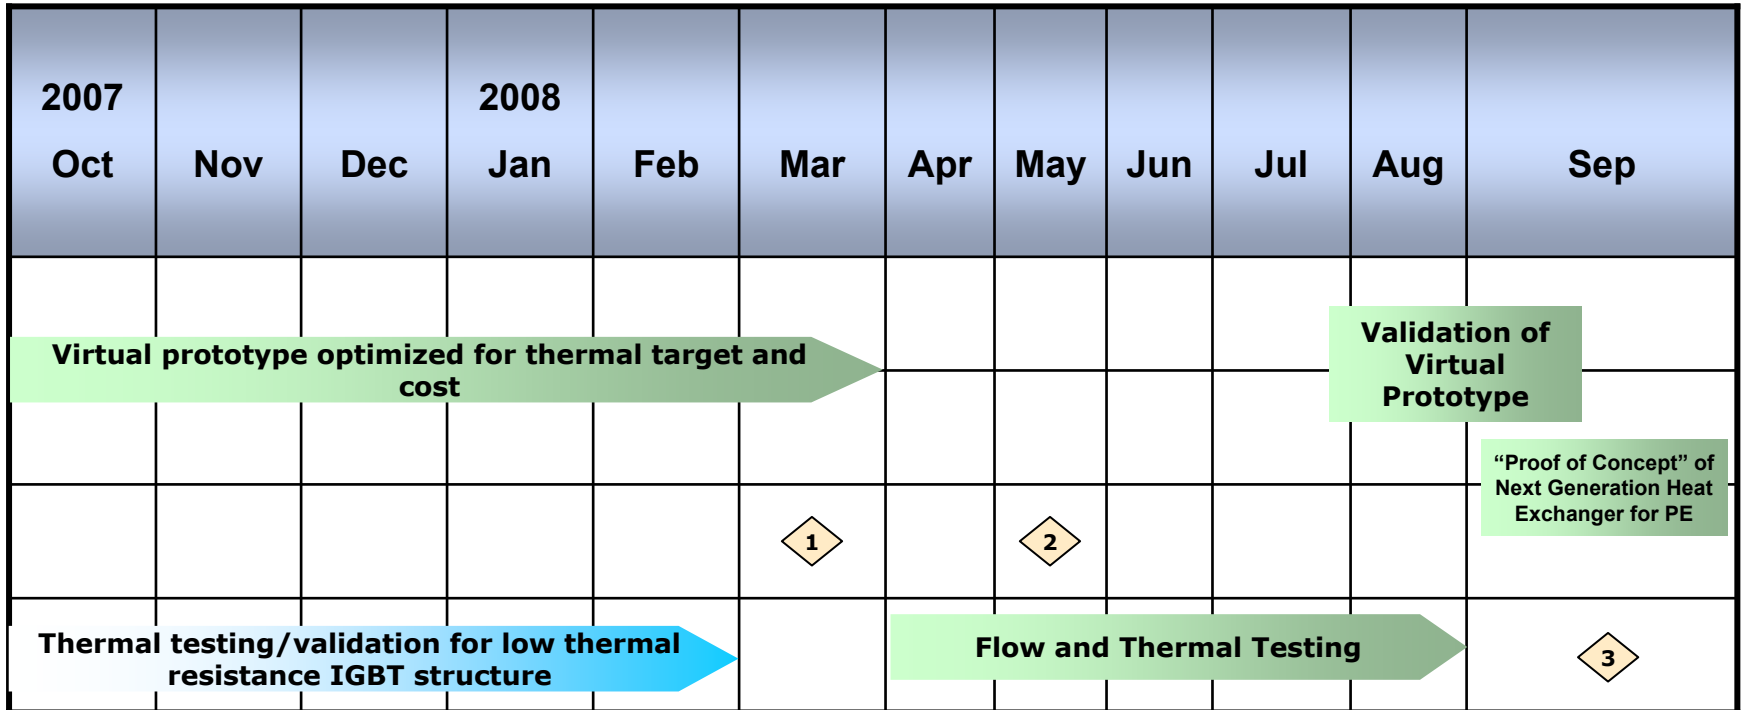 2007
2008
Oct
Nov
Dec
Jan
Feb
Mar
Apr
May
Jun
Jul
Aug
Sep
Virtual prototype optimized for thermal target and
cost
Validation of
Virtual
Prototype
“Proof of Concept” of
Next Generation Heat
Exchanger for PE
1
2
Thermal testing/validation for low thermal
resistance IGBT structure
Flow and Thermal Testing
3